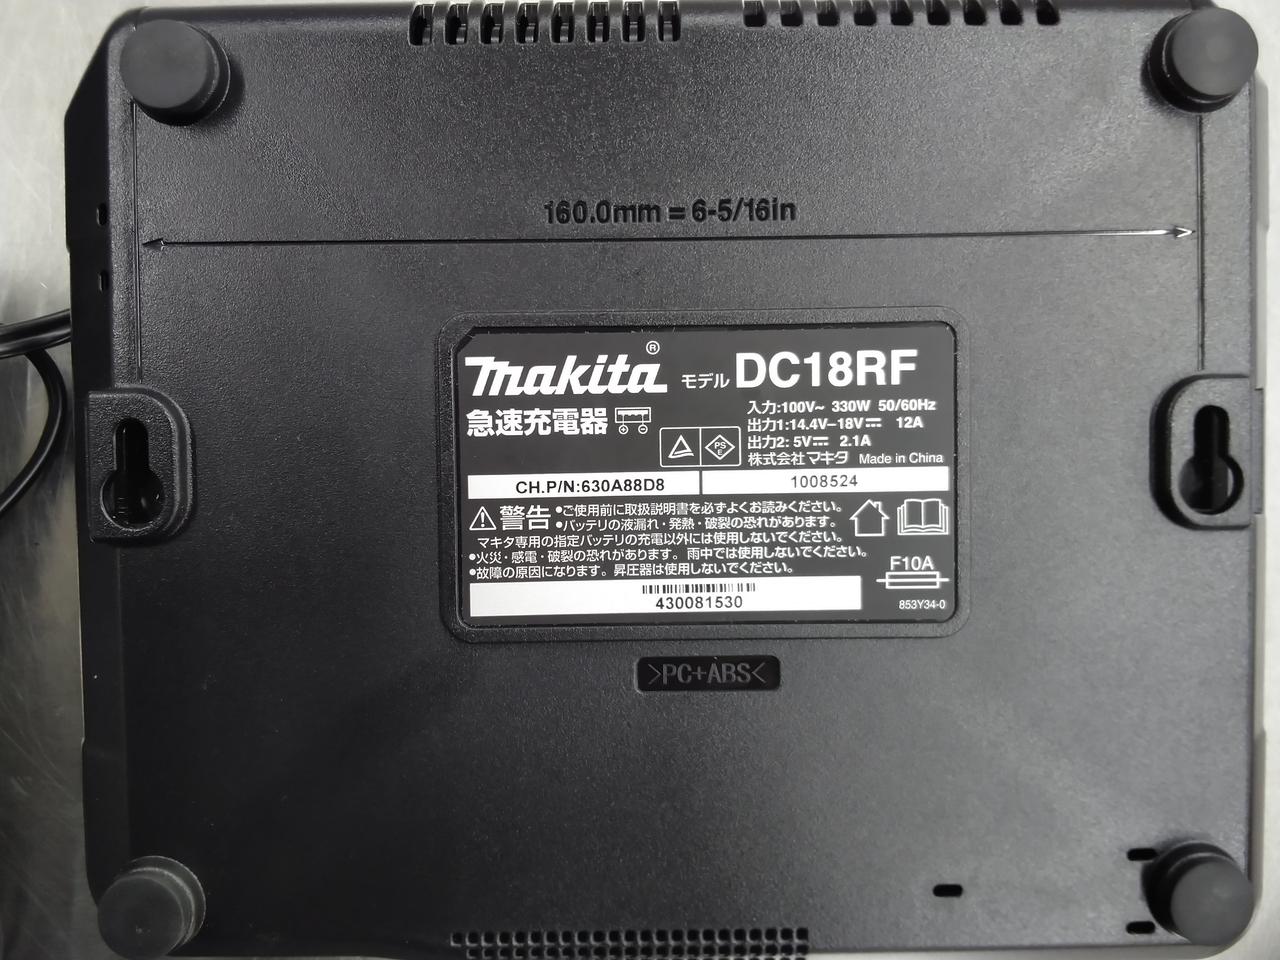 160.0mm = 6-5/16in
makita® モデル DC18RF
急速充電器
入力:100V~ 330W 50/60Hz
出力1:14.4V-18V⎓ 12A
出力2: 5V⎓ 2.1A
PS
E
株式会社マキタ Made in China
CH.P/N:630A88D8
1008524
警告
•ご使用前に取扱説明書を必ずよくお読みください。
•バッテリの液漏れ・発熱・破裂の恐れがあります。
マキタ専用の指定バッテリの充電以外には使用しないでください。
•火災・感電・破裂の恐れがあります。雨中では使用しないでください。
•故障の原因になります。昇圧器は使用しないでください。
F10A
430081530
853Y34-0
>PC+ABS<